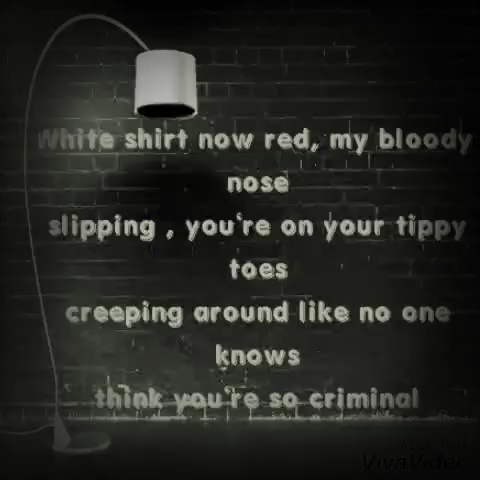 White shirt now red, my bloody
nose
slipping , you're on your tippy
toes
creeping around like no one
knows
think you're so criminal
VivaVideo